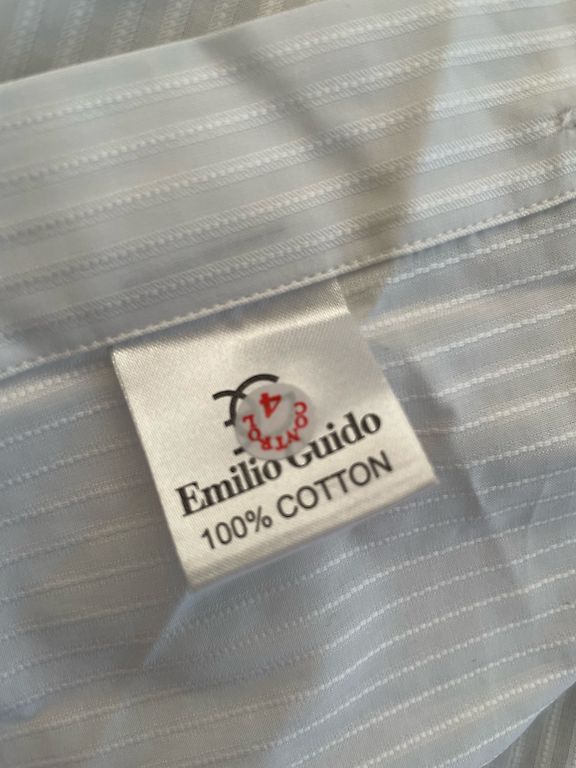 4
CONTROL
Emilio Guido
100% COTTON